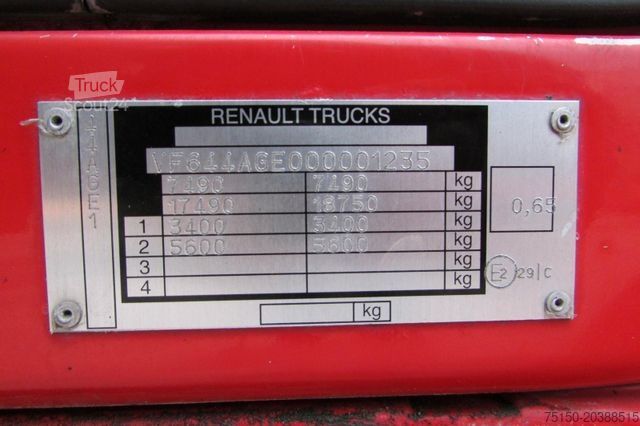 Truck
Scout24
RENAULT TRUCKS
44AGE1
VF644AGE000001235
7490 7490 kg
17490 18750 kg
1 3400 3400 kg
2 5600 5600 kg
3 kg
4 kg
kg
0,65
E2 29|C
75150-20388515